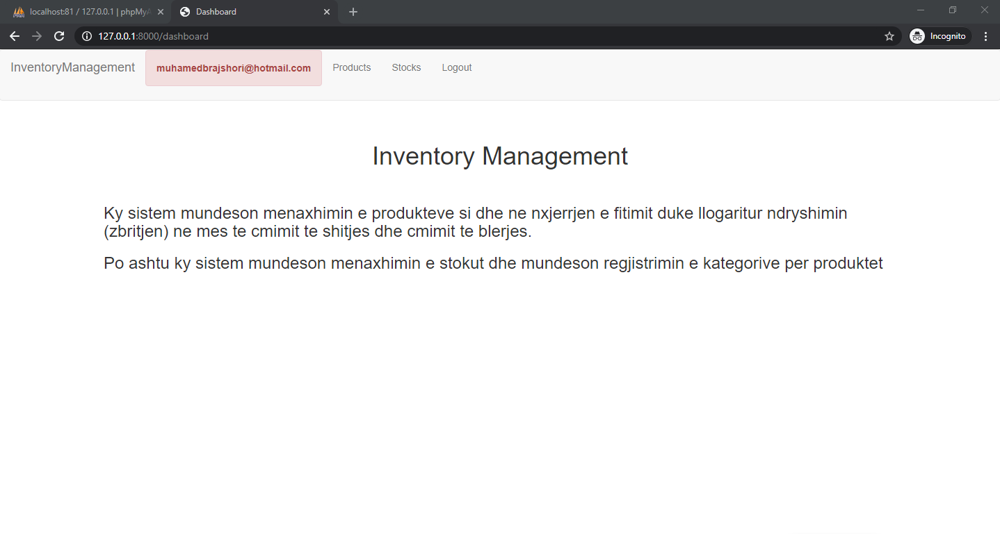 localhost:81 / 127.0.0.1 | phpMyA
Dashboard
127.0.0.1:8000/dashboard
Incognito
InventoryManagement
muhamedbrajshori@hotmail.com
Products
Stocks
Logout
Inventory Management
Ky sistem mundeson menaxhimin e produkteve si dhe ne nxjerrjen e fitimit duke llogaritur ndryshimin
(zbritjen) ne mes te cmimit te shitjes dhe cmimit te blerjes.
Po ashtu ky sistem mundeson menaxhimin e stokut dhe mundeson regjistrimin e kategorive per produktet